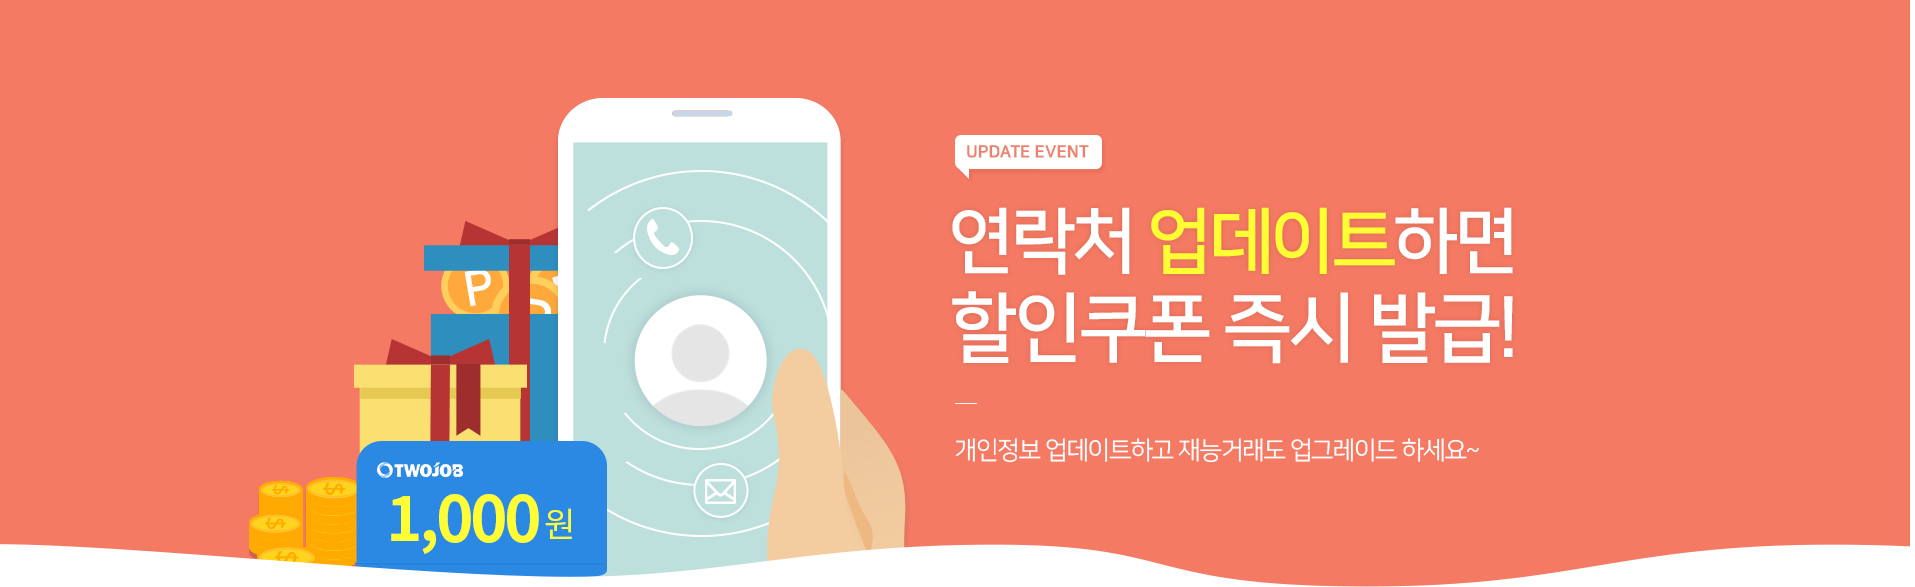 UPDATE EVENT
연락처 업데이트하면
할인쿠폰 즉시 발급!
개인정보 업데이트하고 재능거래도 업그레이드 하세요~
P
TWOJOB
1,000원